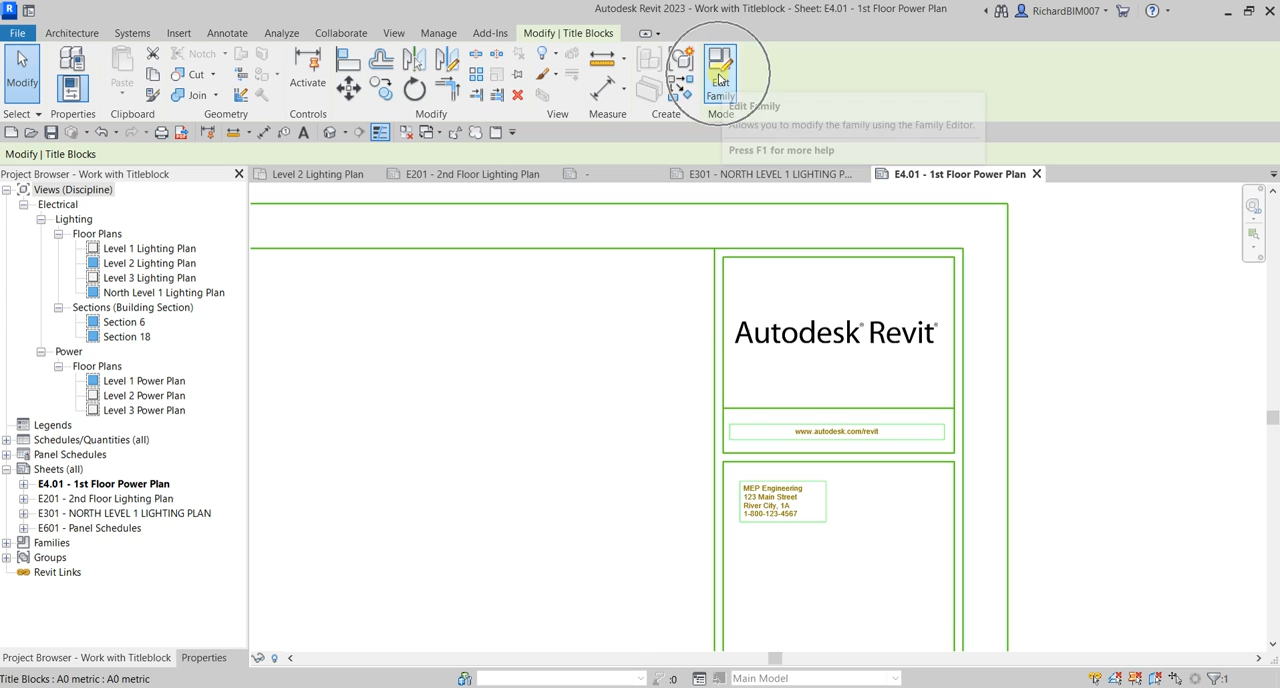 Autodesk Revit 2023 - Work with Titleblock - Sheet: E4.01 - 1st Floor Power Plan
RichardBIM007
File Architecture Systems Insert Annotate Analyze Collaborate View Manage Add-Ins Modify | Title Blocks
Modify
Paste
Notch
Cut
Join
Activate
Edit
Family
Select Properties Clipboard Geometry Controls Modify View Measure Create Mode
Edit Family
Allows you to modify the family using the Family Editor.
Press F1 for more help
Modify | Title Blocks
Project Browser - Work with Titleblock
Level 2 Lighting Plan
E201 - 2nd Floor Lighting Plan
-
E301 - NORTH LEVEL 1 LIGHTING P...
E4.01 - 1st Floor Power Plan
Views (Discipline)
Electrical
Lighting
Floor Plans
Level 1 Lighting Plan
Level 2 Lighting Plan
Level 3 Lighting Plan
North Level 1 Lighting Plan
Sections (Building Section)
Section 6
Section 18
Power
Floor Plans
Level 1 Power Plan
Level 2 Power Plan
Level 3 Power Plan
Legends
Schedules/Quantities (all)
Panel Schedules
Sheets (all)
E4.01 - 1st Floor Power Plan
E201 - 2nd Floor Lighting Plan
E301 - NORTH LEVEL 1 LIGHTING PLAN
E601 - Panel Schedules
Families
Groups
Revit Links
Autodesk® Revit®
www.autodesk.com/revit
MEP Engineering
123 Main Street
River City, 1A
1-800-123-4567
Project Browser - Work with Titleblock Properties
Title Blocks : A0 metric : A0 metric
:0
Main Model
:1